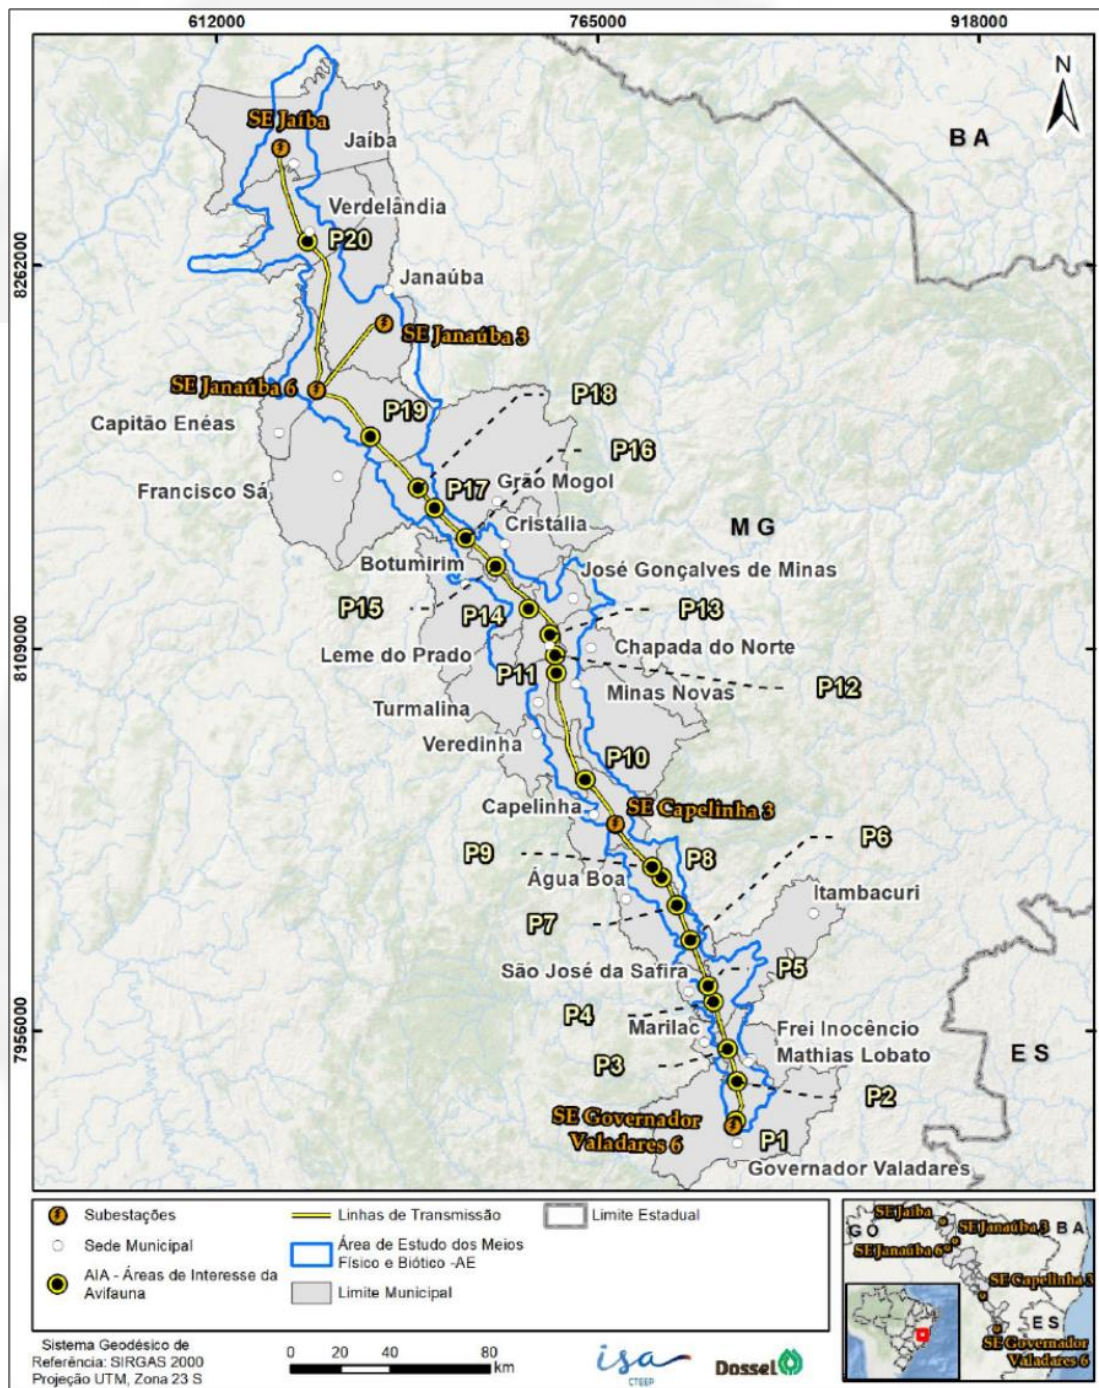 612000
765000
918000
N
SE Jaíba
Jaíba
BA
Verdelândia
P20
8262000
Janaúba
SE Janaúba 3
SE Janaúba 6
P18
P19
Capitão Enéas
P16
Francisco Sá
P17
Grão Mogol
Cristália
MG
Botumirim
José Gonçalves de Minas
P15
P14
P13
8109000
Leme do Prado
Chapada do Norte
P11
P12
Minas Novas
Turmalina
Veredinha
P10
Capelinha
SE Capelinha 3
P6
P9
P8
Água Boa
Itambacuri
P7
São José da Safira
P5
P4
7956000
Marilac
Frei Inocêncio
Mathias Lobato
ES
P3
P2
SE Governador
Valadares 6
P1
Governador Valadares
Subestações
Sede Municipal
AIA - Áreas de Interesse da
Avifauna
Linhas de Transmissão
Área de Estudo dos Meios
Físico e Biótico -AE
Limite Municipal
Limite Estadual
SE Jaíba
GO
SE Janaúba 3
BA
SE Janaúba 6
SE Capelinha 3
ES
SE Governador
Valadares 6
Sistema Geodésico de
Referência: SIRGAS 2000
Projeção UTM, Zona 23 S
0 20 40 80
km
isa
CTEEP
Dossel